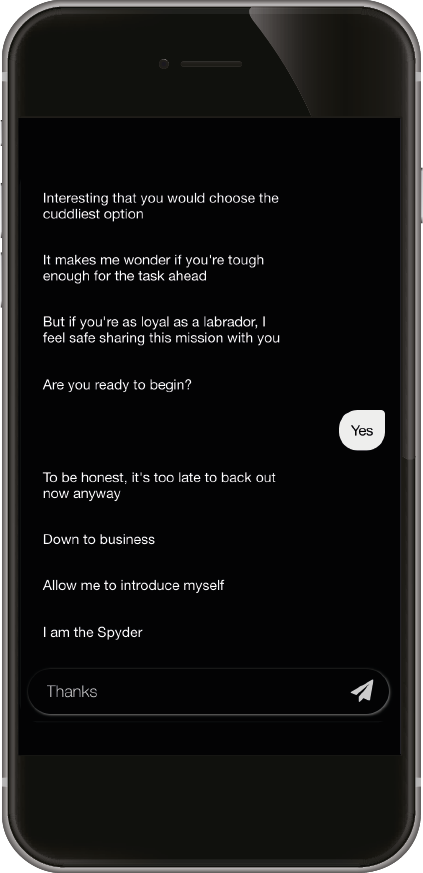 Interesting that you would choose the
cuddliest option
It makes me wonder if you're tough
enough for the task ahead
But if you're as loyal as a labrador, I
feel safe sharing this mission with you
Are you ready to begin?
Yes
To be honest, it's too late to back out
now anyway
Down to business
Allow me to introduce myself
I am the Spyder
Thanks